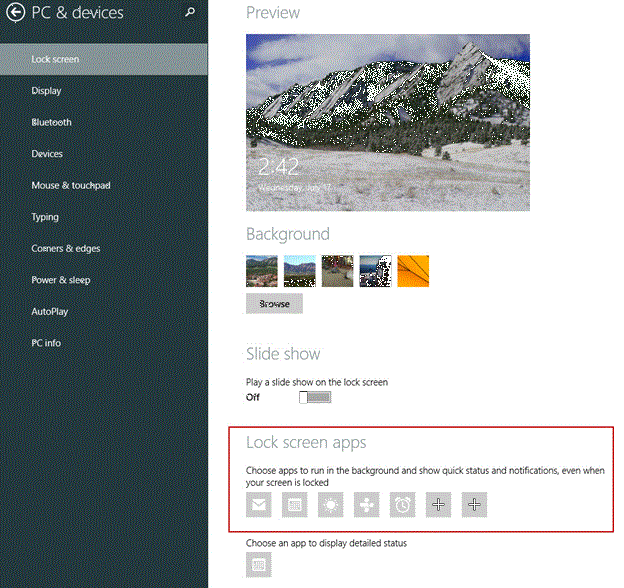 PC & devices
Lock screen
Display
Bluetooth
Devices
Mouse & touchpad
Typing
Corners & edges
Power & sleep
AutoPlay
PC info
Preview
2:42
Wednesday, July 17
Background
Browse
Slide show
Play a slide show on the lock screen
Off
Lock screen apps
Choose apps to run in the background and show quick status and notifications, even when
your screen is locked
Choose an app to display detailed status